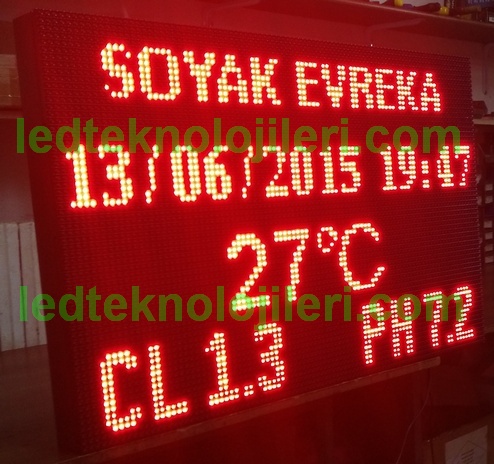 SOYAK EVREKA
ledteknolojileri.com
13/06/2015 19:47
27°C
ledteknolojileri.com
CL 1.3 PH 7.2